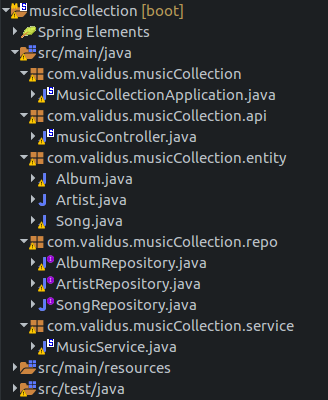 musicCollection [boot]
Spring Elements
src/main/java
com.validus.musicCollection
MusicCollectionApplication.java
com.validus.musicCollection.api
musicController.java
com.validus.musicCollection.entity
Album.java
Artist.java
Song.java
com.validus.musicCollection.repo
AlbumRepository.java
ArtistRepository.java
SongRepository.java
com.validus.musicCollection.service
MusicService.java
src/main/resources
src/test/java